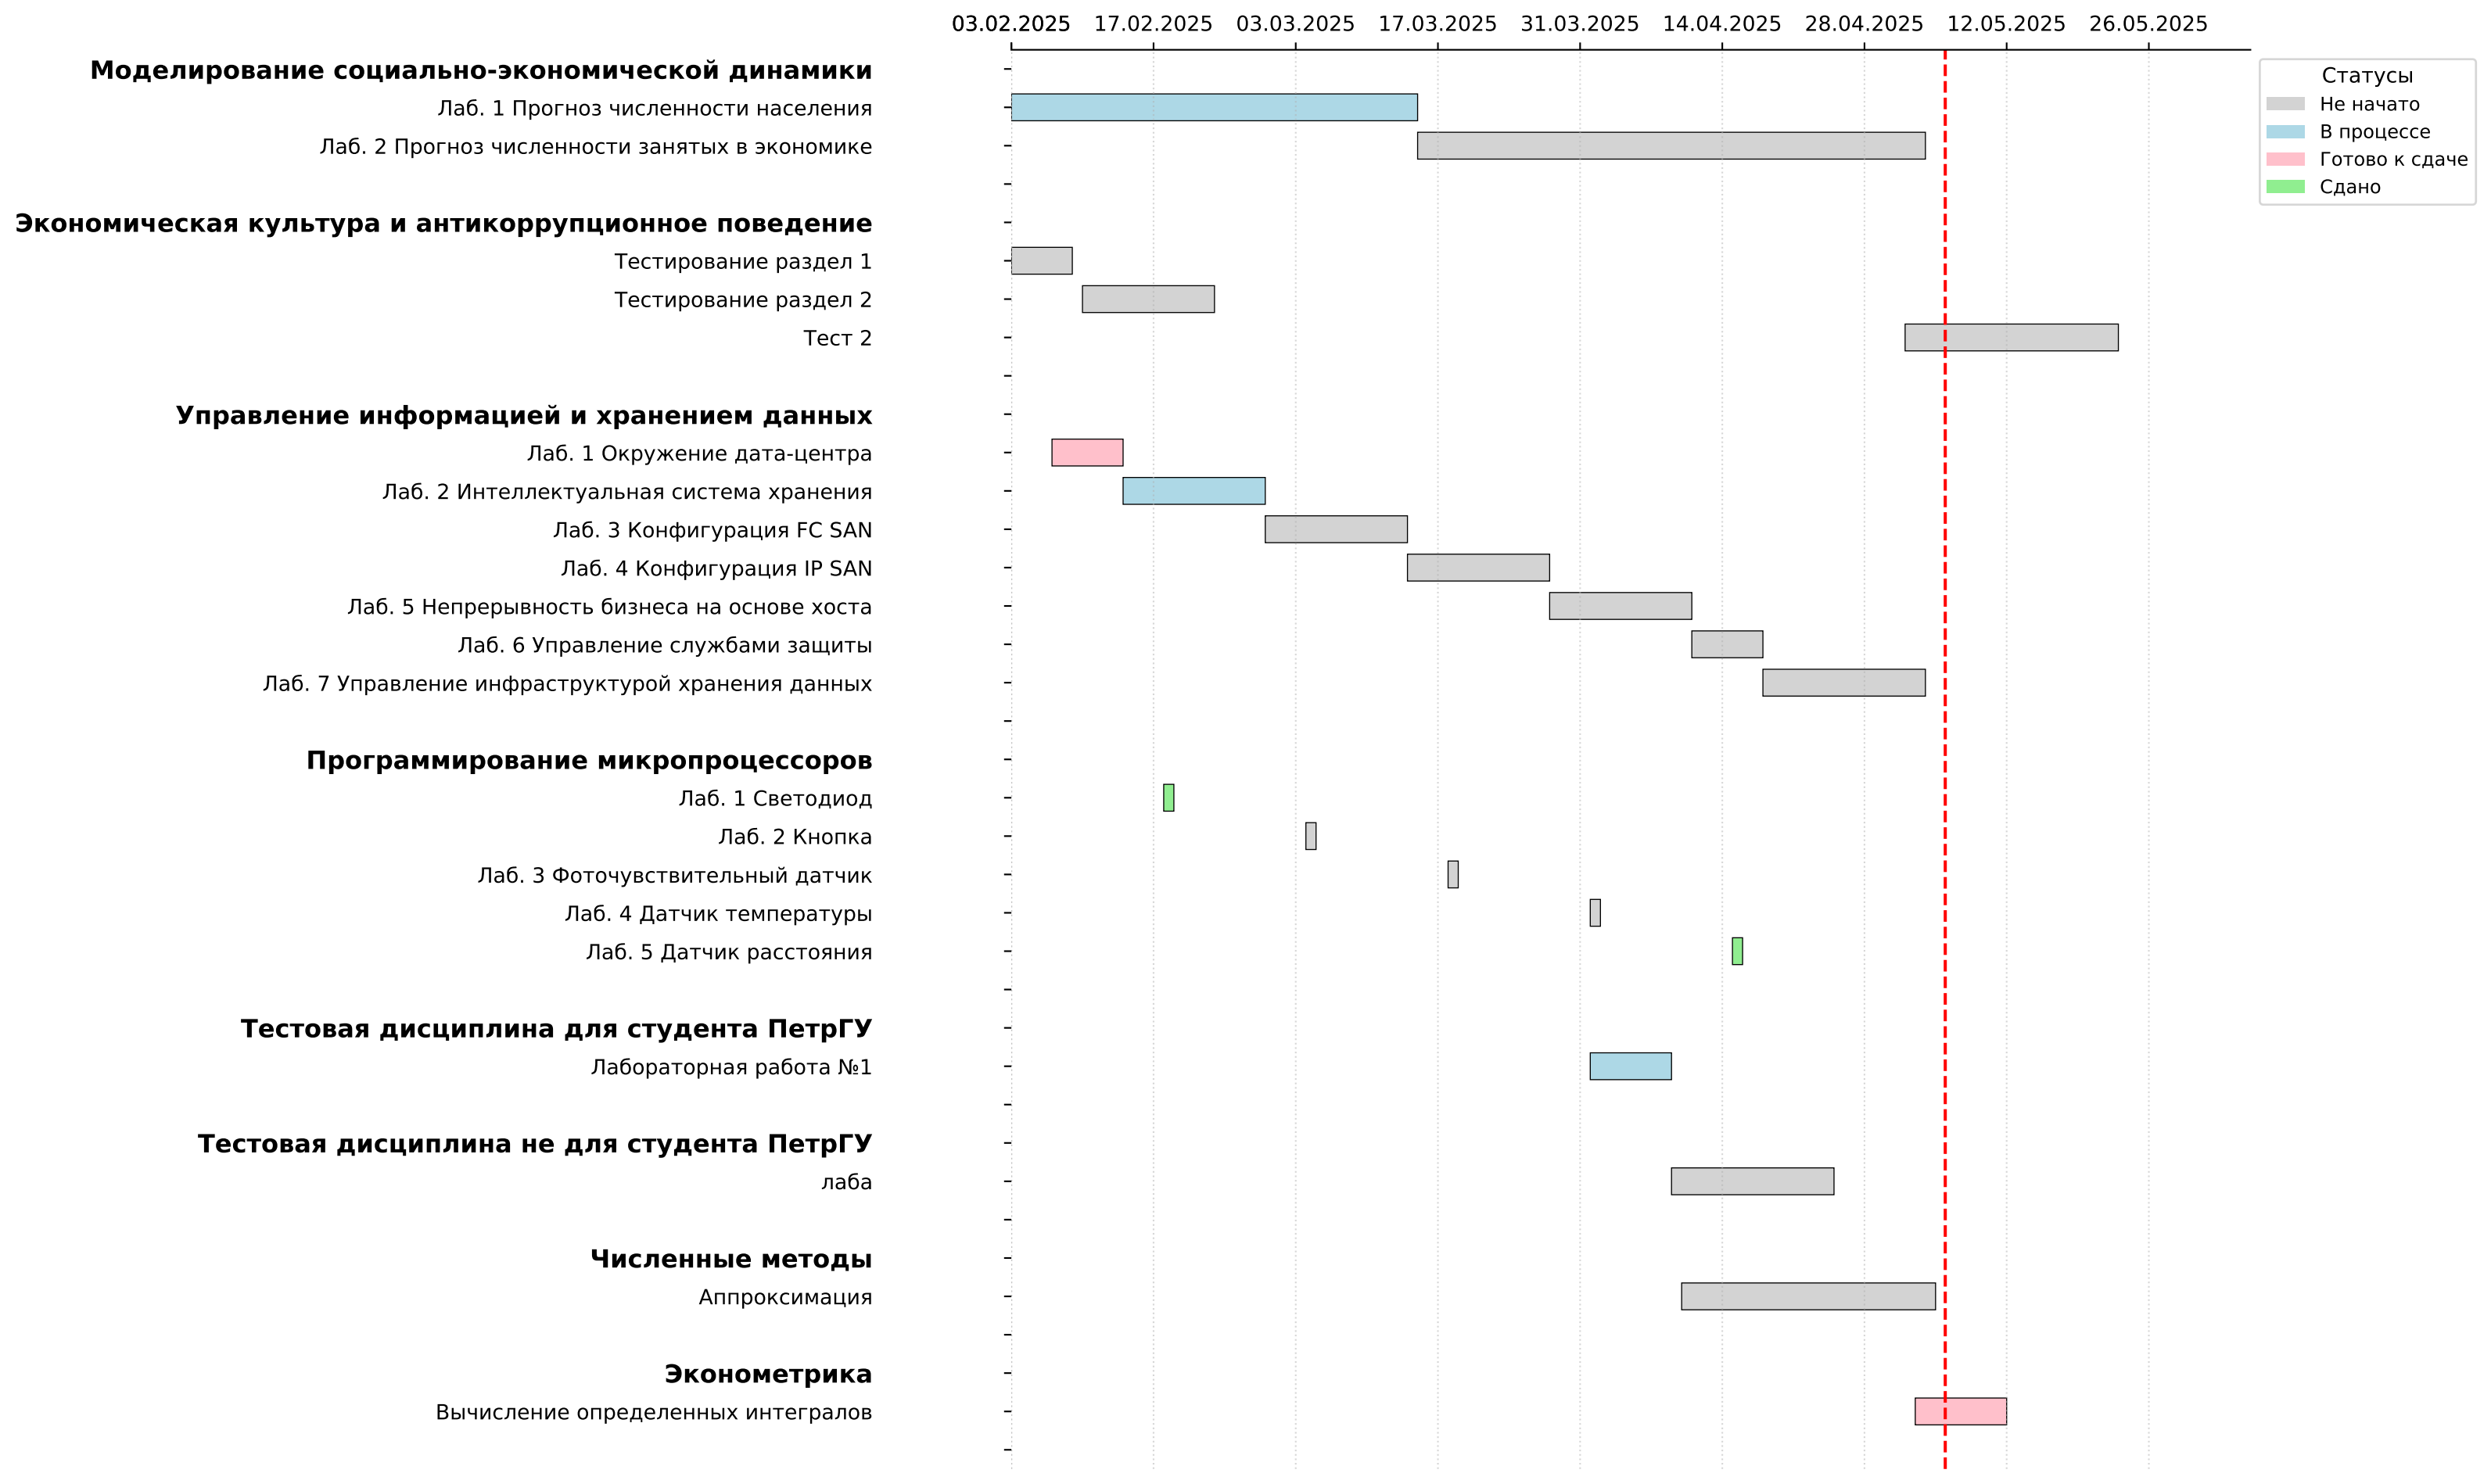 03.02.2025 17.02.2025 03.03.2025 17.03.2025 31.03.2025 14.04.2025 28.04.2025 12.05.2025 26.05.2025
Моделирование социально-экономической динамики
Лаб. 1 Прогноз численности населения
Лаб. 2 Прогноз численности занятых в экономике
Экономическая культура и антикоррупционное поведение
Тестирование раздел 1
Тестирование раздел 2
Тест 2
Управление информацией и хранением данных
Лаб. 1 Окружение дата-центра
Лаб. 2 Интеллектуальная система хранения
Лаб. 3 Конфигурация FC SAN
Лаб. 4 Конфигурация IP SAN
Лаб. 5 Непрерывность бизнеса на основе хоста
Лаб. 6 Управление службами защиты
Лаб. 7 Управление инфраструктурой хранения данных
Программирование микропроцессоров
Лаб. 1 Светодиод
Лаб. 2 Кнопка
Лаб. 3 Фоточувствительный датчик
Лаб. 4 Датчик температуры
Лаб. 5 Датчик расстояния
Тестовая дисциплина для студента ПетрГУ
Лабораторная работа №1
Тестовая дисциплина не для студента ПетрГУ
лаба
Численные методы
Аппроксимация
Эконометрика
Вычисление определенных интегралов
Статусы
Не начато
В процессе
Готово к сдаче
Сдано